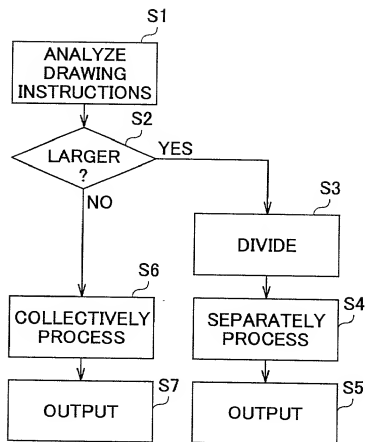 S1
ANALYZE
DRAWING
INSTRUCTIONS
S2
LARGER
?
YES
NO
S3
DIVIDE
S6
COLLECTIVELY
PROCESS
S4
SEPARATELY
PROCESS
S7
OUTPUT
S5
OUTPUT